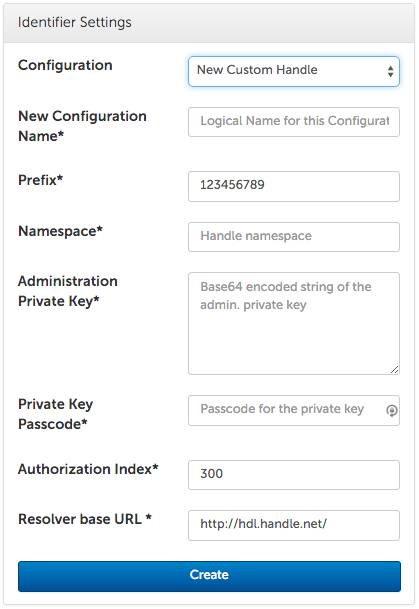 Identifier Settings
Configuration
New Custom Handle
New Configuration
Name*
Logical Name for this Configurat
Prefix*
123456789
Namespace*
Handle namespace
Administration
Private Key*
Base64 encoded string of the
admin. private key
Private Key
Passcode*
Passcode for the private key
Authorization Index*
300
Resolver base URL *
http://hdl.handle.net/
Create